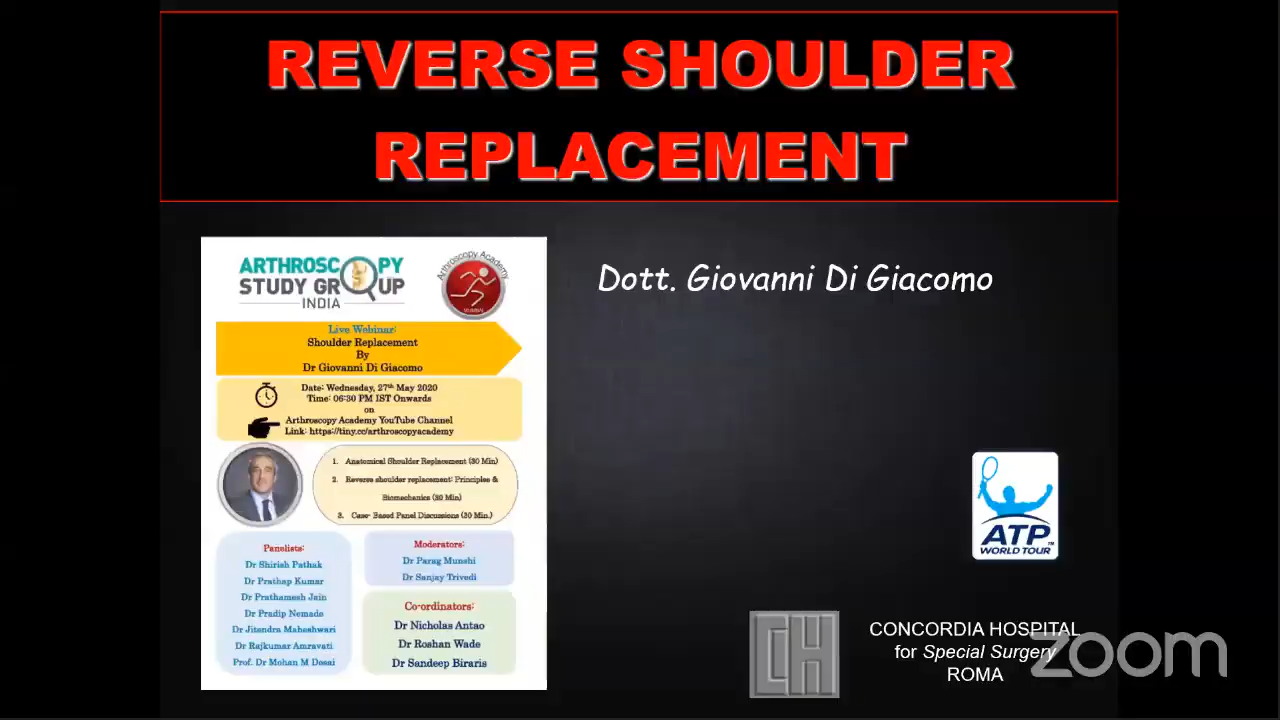 REVERSE SHOULDER
REPLACEMENT
ARTHROSCOPY
STUDY GROUP
INDIA
Arthroscopy Academy
MUMBAI
Live Webinar:
Shoulder Replacement
By
Dr Giovanni Di Giacomo
Date: Wednesday, 27th May 2020
Time: 06:30 PM IST Onwards
on
Arthroscopy Academy YouTube Channel
Link: https://tiny.cc/arthroscopyacademy
1. Anatomical Shoulder Replacement (30 Min)
2. Reverse shoulder replacement: Principles &
Biomechanics (30 Min)
3. Case- Based Panel Discussions (30 Min.)
Panelists:
Dr Shirish Pathak
Dr Prathap Kumar
Dr Prathamesh Jain
Dr Pradip Nemade
Dr Jitendra Maheshwari
Dr Rajkumar Amravati
Prof. Dr Mohan M Desai
Moderators:
Dr Parag Munshi
Dr Sanjay Trivedi
Co-ordinators:
Dr Nicholas Antao
Dr Roshan Wade
Dr Sandeep Biraris
Dott. Giovanni Di Giacomo
ATP™
WORLD TOUR
CH
CONCORDIA HOSPITAL
for Special Surgery
ROMA
zoom